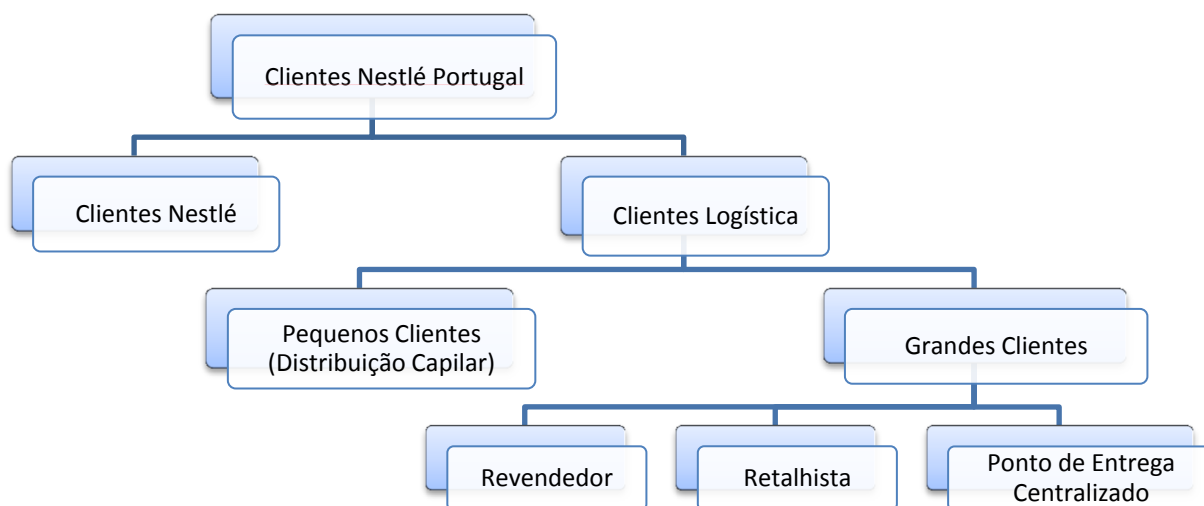 Clientes Nestlé Portugal
Clientes Nestlé
Clientes Logística
Pequenos Clientes
(Distribuição Capilar)
Grandes Clientes
Revendedor
Retalhista
Ponto de Entrega
Centralizado